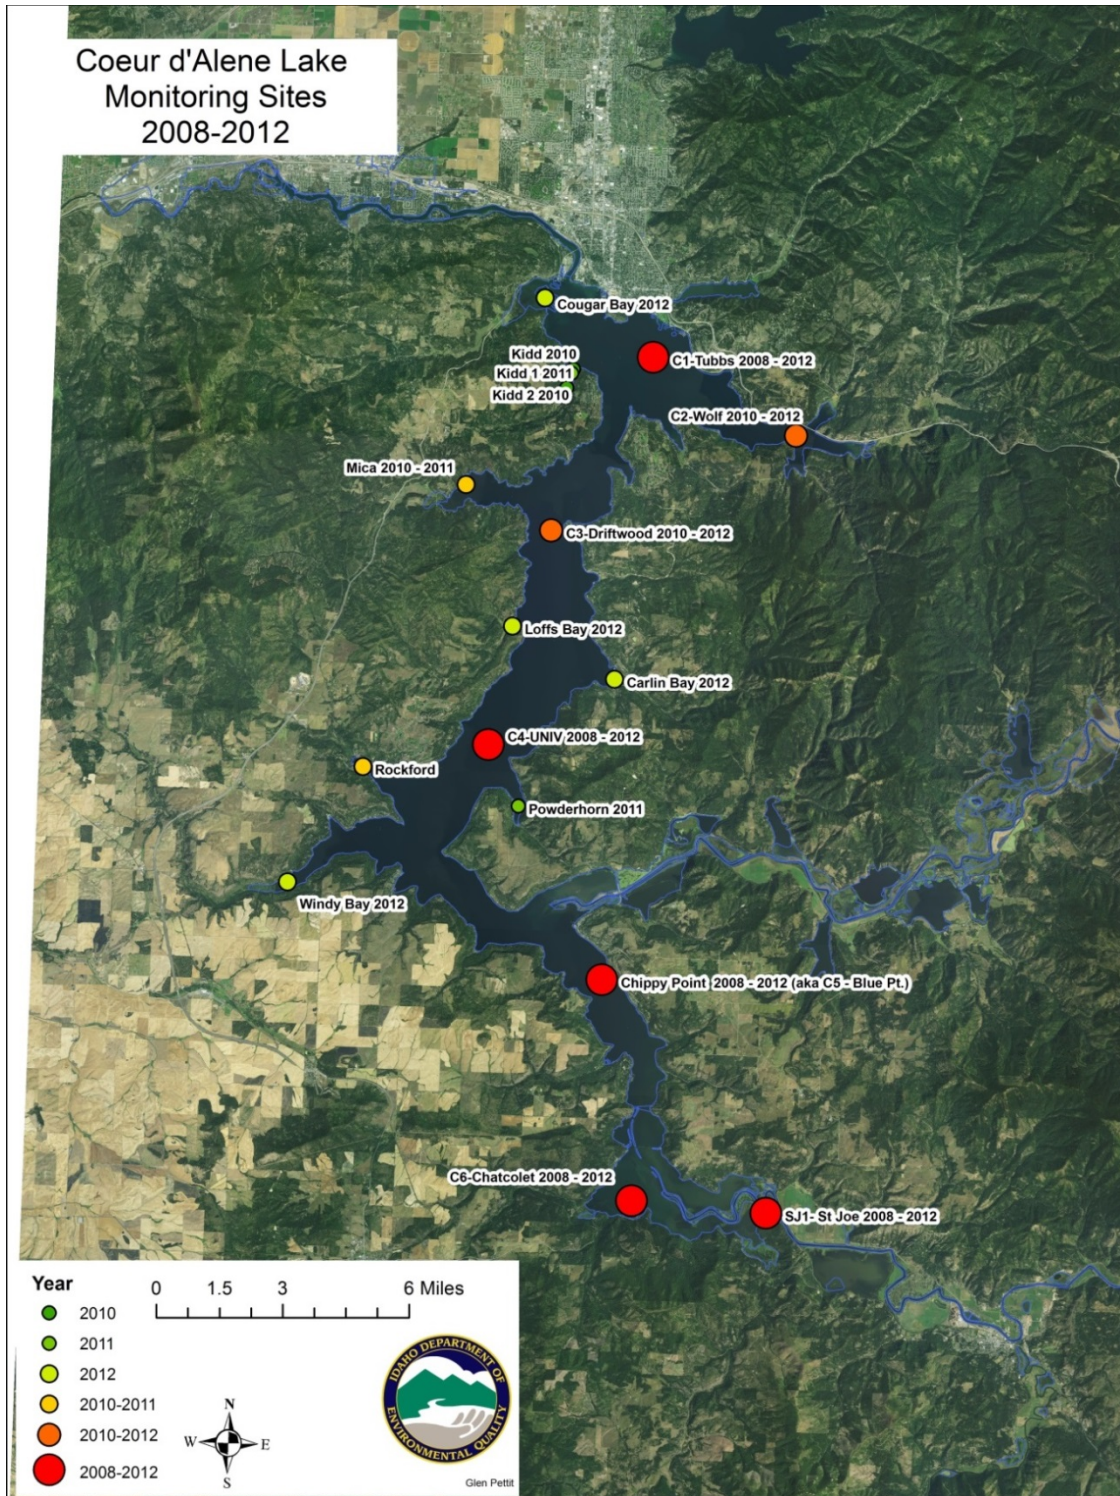 Coeur d'Alene Lake
Monitoring Sites
2008-2012
Cougar Bay 2012
Kidd 2010
Kidd 1 2011
Kidd 2 2010
C1-Tubbs 2008 - 2012
C2-Wolf 2010 - 2012
Mica 2010 - 2011
C3-Driftwood 2010 - 2012
Loffs Bay 2012
Carlin Bay 2012
C4-UNIV 2008 - 2012
Rockford
Powderhorn 2011
Windy Bay 2012
Chippy Point 2008 - 2012 (aka C5 - Blue Pt.)
C6-Chatcolet 2008 - 2012
SJ1- St Joe 2008 - 2012
Year
2010
2011
2012
2010-2011
2010-2012
2008-2012
0 1.5 3 6 Miles
N
W E
S
IDAHO DEPARTMENT OF
ENVIRONMENTAL QUALITY
Glen Pettit